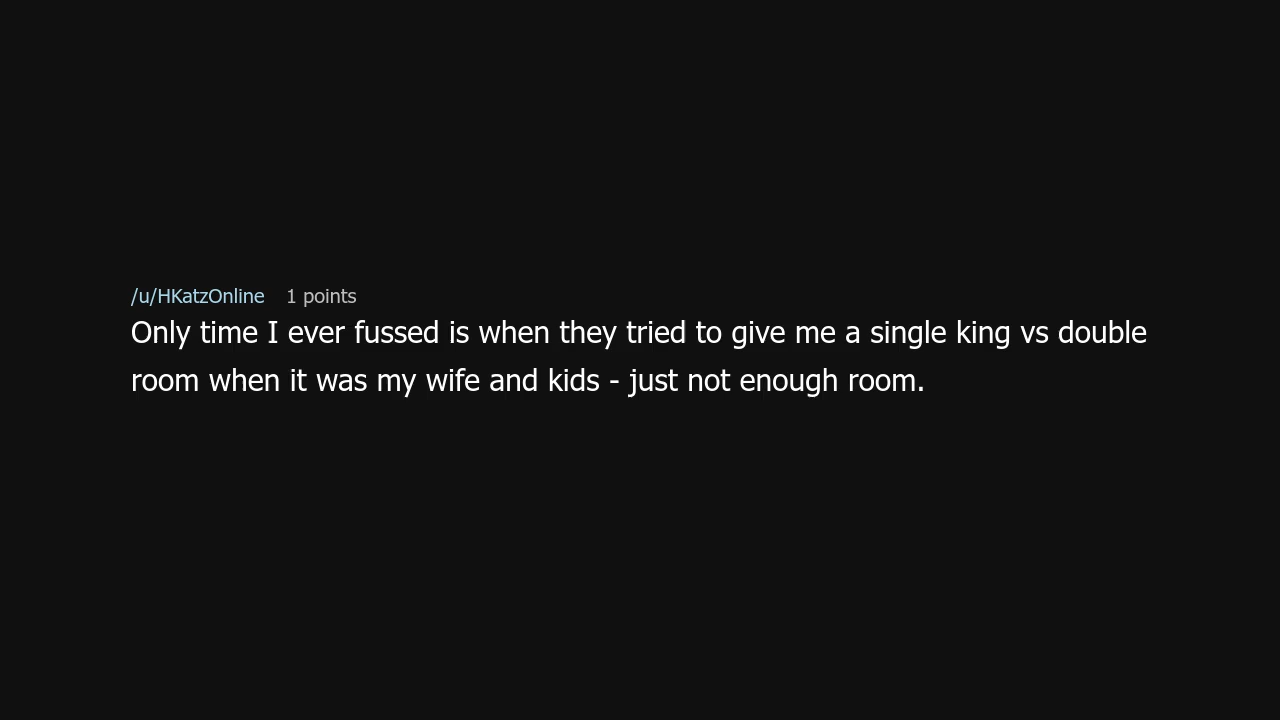 /u/HKatzOnline 1 points
Only time I ever fussed is when they tried to give me a single king vs double
room when it was my wife and kids - just not enough room.